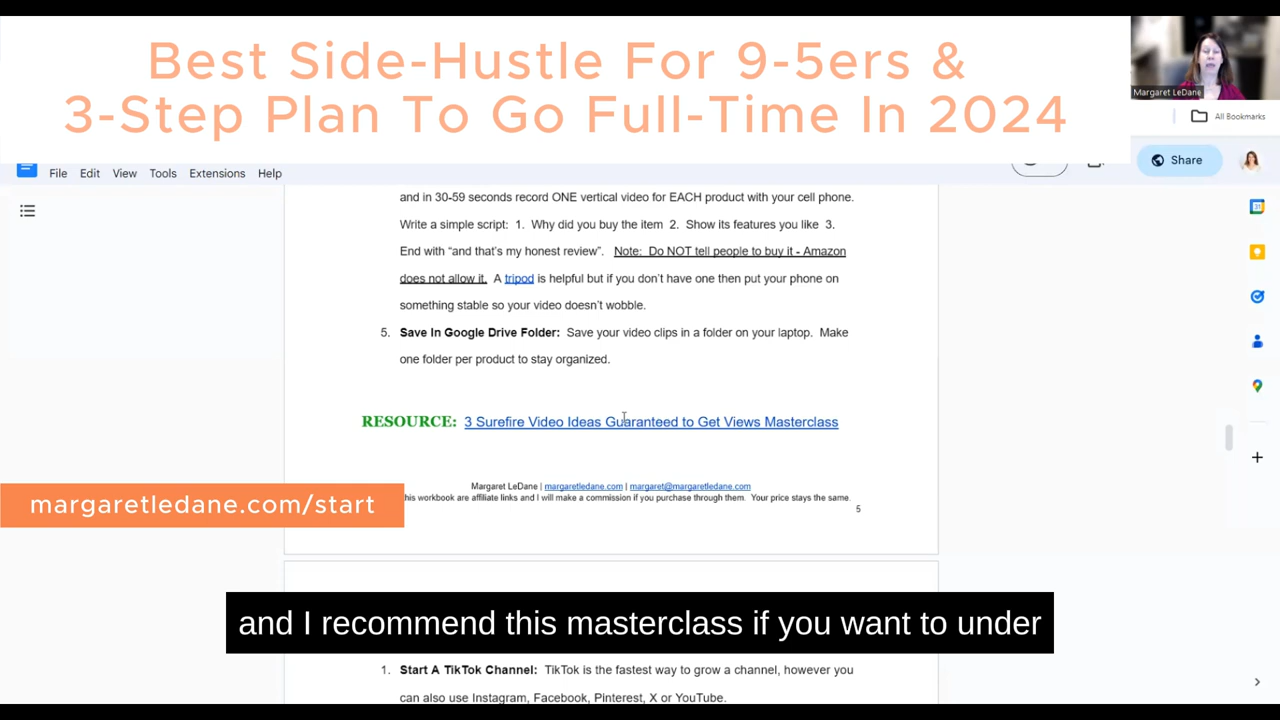 Best Side-Hustle For 9-5ers &
3-Step Plan To Go Full-Time In 2024
Margaret LeDane
All Bookmarks
File Edit View Tools Extensions Help
Share
and in 30-59 seconds record ONE vertical video for EACH product with your cell phone.
Write a simple script: 1. Why did you buy the item 2. Show its features you like 3.
End with “and that’s my honest review”. Note: Do NOT tell people to buy it - Amazon
does not allow it. A tripod is helpful but if you don’t have one then put your phone on
something stable so your video doesn’t wobble.
5. Save In Google Drive Folder: Save your video clips in a folder on your laptop. Make
one folder per product to stay organized.
RESOURCE: 3 Surefire Video Ideas Guaranteed to Get Views Masterclass
Margaret LeDane | margaretledane.com | margaret@margaretledane.com
this workbook are affiliate links and I will make a commission if you purchase through them. Your price stays the same.
5
margaretledane.com/start
and I recommend this masterclass if you want to under
1. Start A TikTok Channel: TikTok is the fastest way to grow a channel, however you
can also use Instagram, Facebook, Pinterest, X or YouTube.